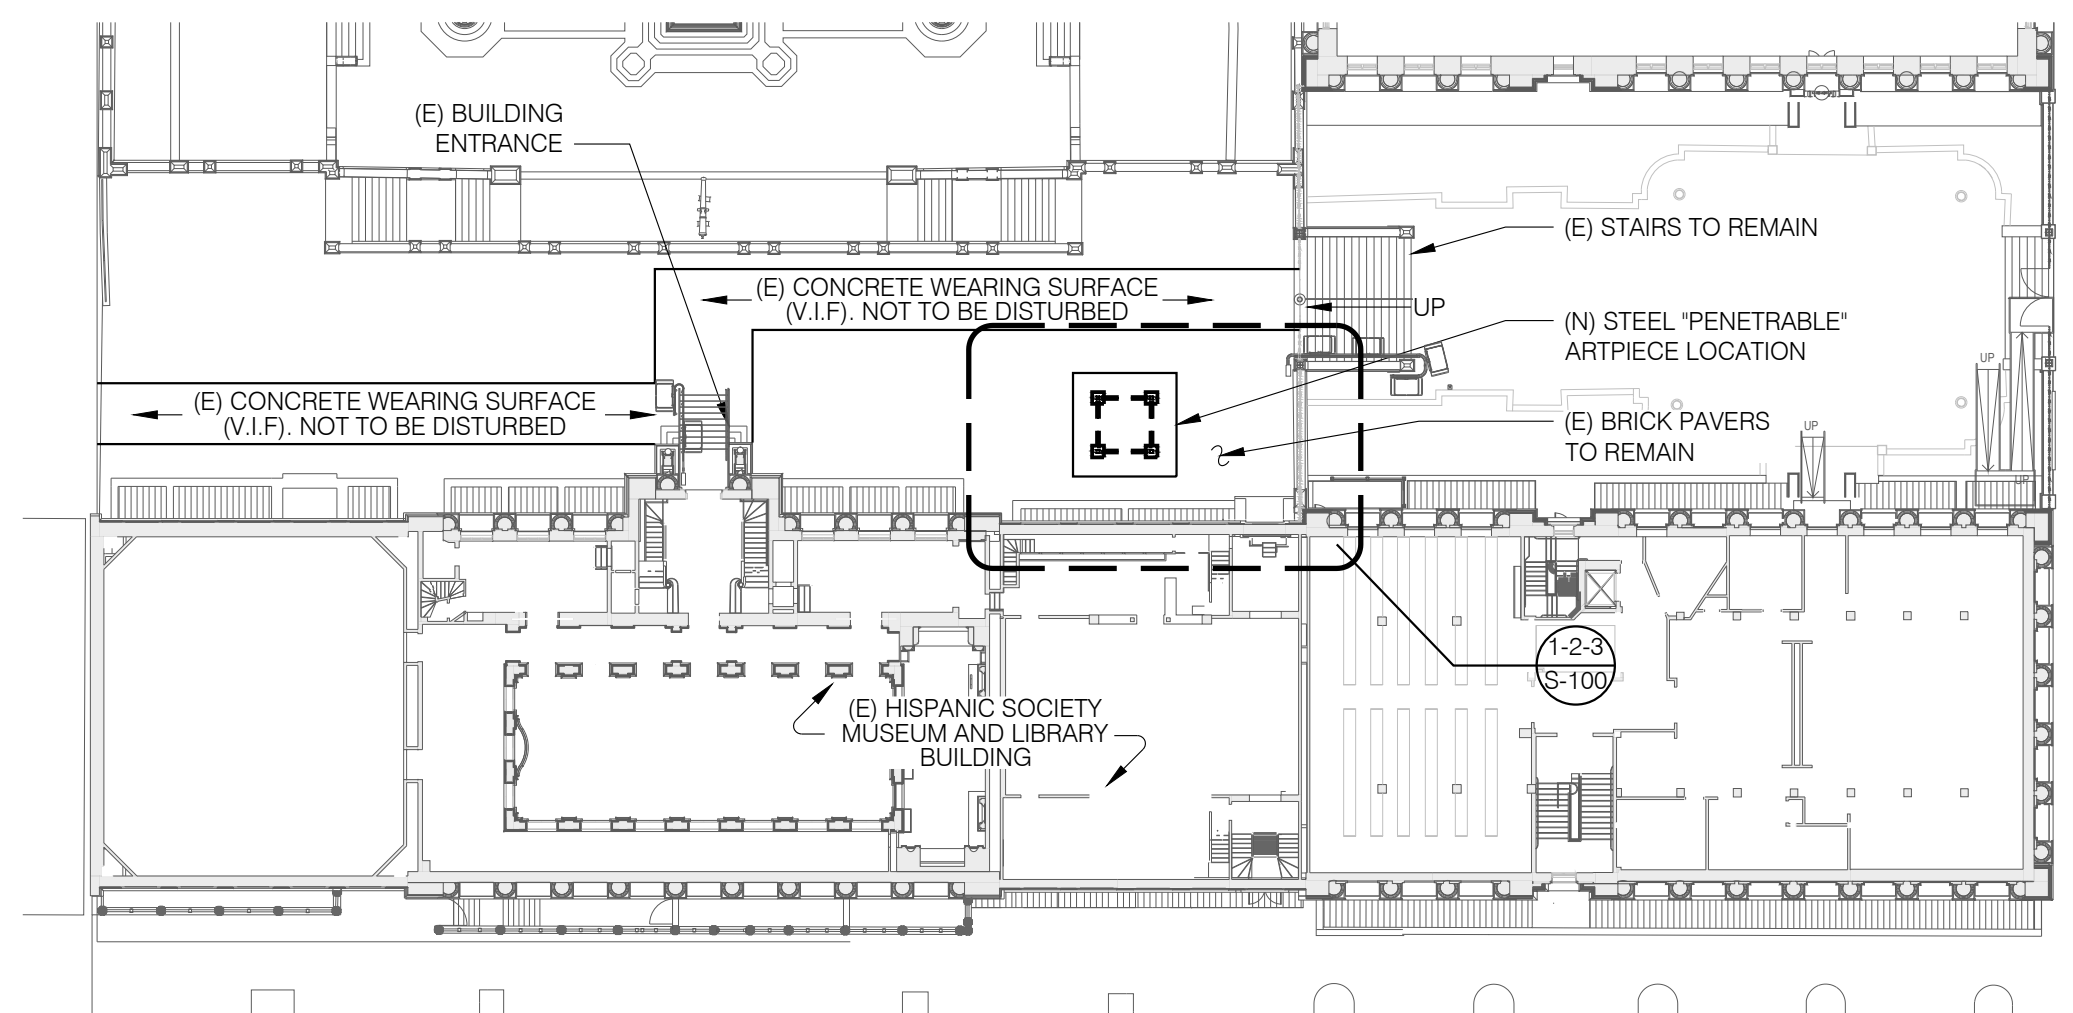 (E) BUILDING
ENTRANCE
(E) STAIRS TO REMAIN
(E) CONCRETE WEARING SURFACE
(V.I.F). NOT TO BE DISTURBED
UP
(N) STEEL "PENETRABLE"
ARTPIECE LOCATION
UP
(E) CONCRETE WEARING SURFACE
(V.I.F). NOT TO BE DISTURBED
(E) BRICK PAVERS
TO REMAIN
UP
UP
1-2-3
S-100
(E) HISPANIC SOCIETY
MUSEUM AND LIBRARY
BUILDING